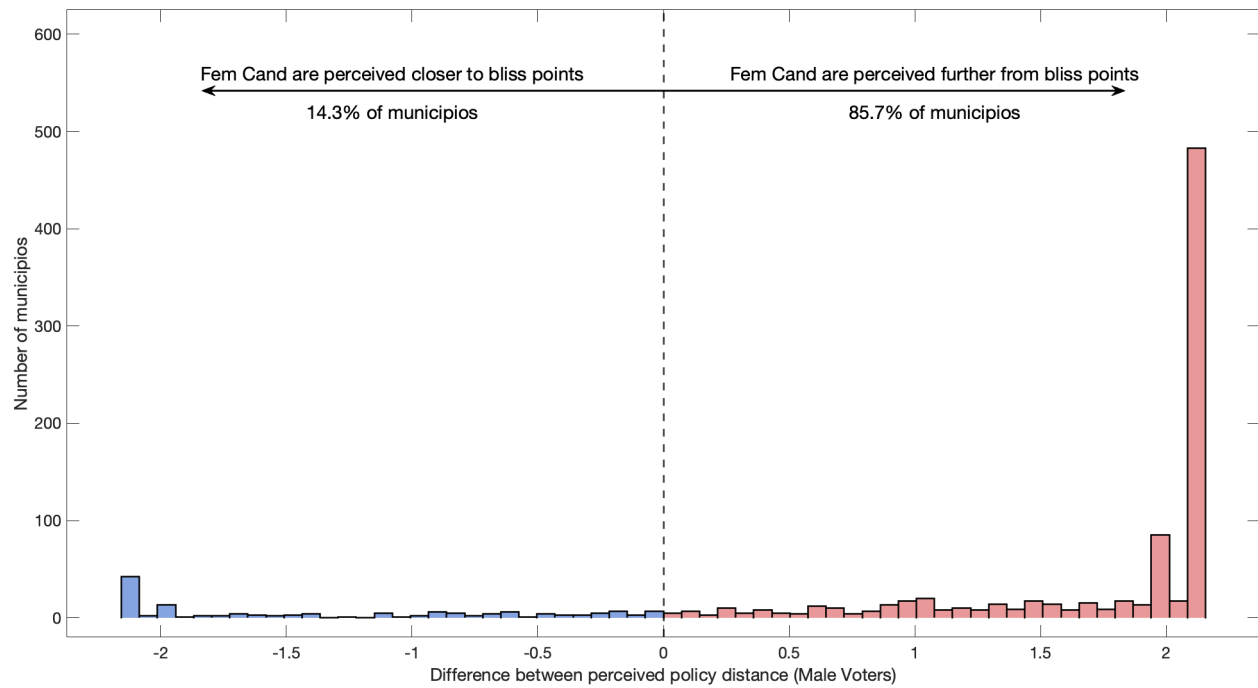 600
500
400
300
200
100
0
Number of municipios
Fem Cand are perceived closer to bliss points
14.3% of municipios
Fem Cand are perceived further from bliss points
85.7% of municipios
-2 -1.5 -1 -0.5 0 0.5 1 1.5 2
Difference between perceived policy distance (Male Voters)